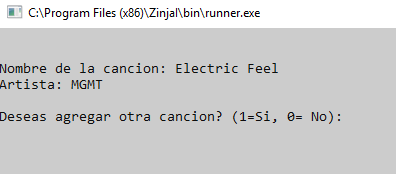 C:\Program Files (x86)\Zinjal\bin\runner.exe
Nombre de la cancion: Electric Feel
Artista: MGMT
Deseas agregar otra cancion? (1=Si, 0= No):